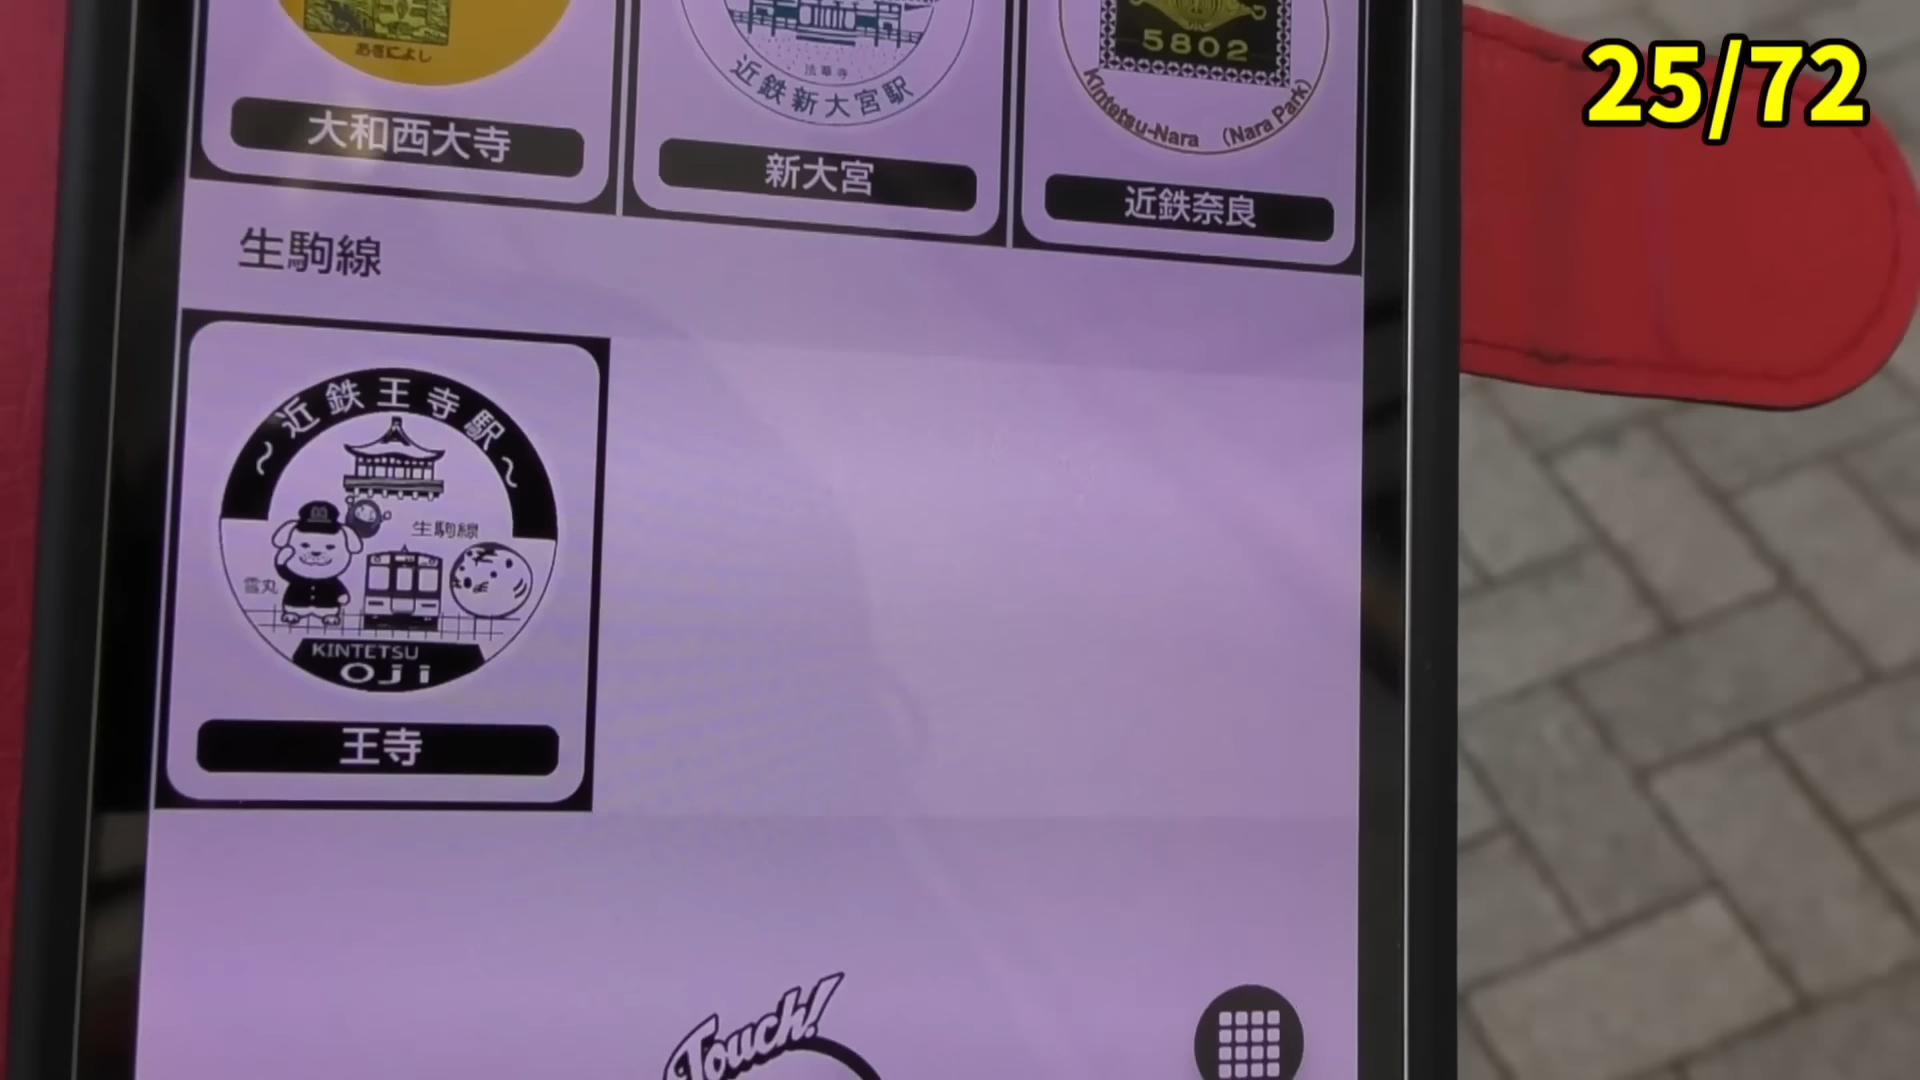 25/72
あをによし
大和西大寺
法華寺
近鉄新大宮駅
新大宮
5802
Kintetsu-Nara (Nara Park)
近鉄奈良
生駒線
~近鉄王寺駅~
生駒線
雪丸
KINTETSU
Oji
王寺
Touch!